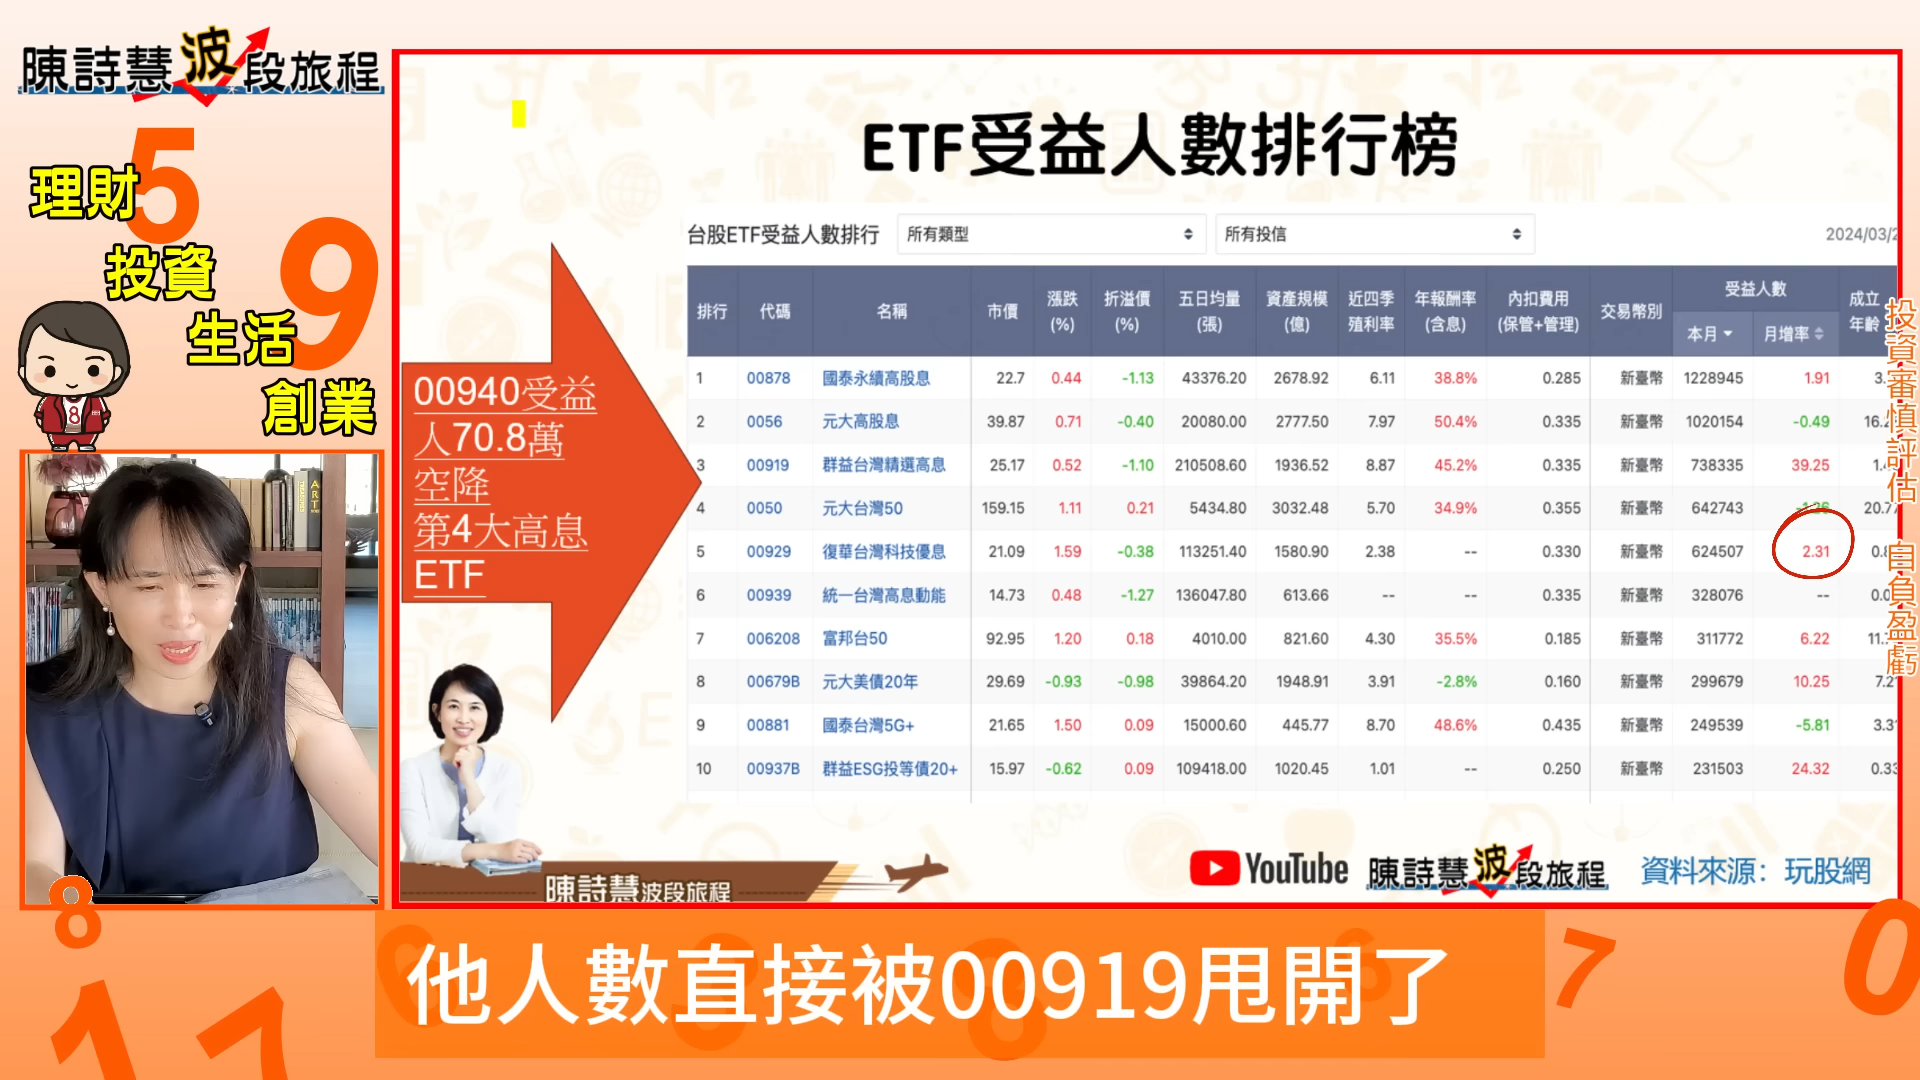 陳詩慧波段旅程
5
理財
投資
9
生活
創業
8
ETF受益人數排行榜
台股ETF受益人數排行 所有類型 所有投信 2024/03/2
排行 代碼 名稱 市價 漲跌(%) 折溢價(%) 五日均量(張) 資產規模(億) 近四季殖利率 年報酬率(含息) 內扣費用(保管+管理) 交易幣別 受益人數 本月 月增率 成立年齡
1 00878 國泰永續高股息 22.7 0.44 -1.13 43376.20 2678.92 6.11 38.8% 0.285 新臺幣 1228945 1.91 3.
2 0056 元大高股息 39.87 0.71 -0.40 20080.00 2777.50 7.97 50.4% 0.335 新臺幣 1020154 -0.49 16.2
3 00919 群益台灣精選高息 25.17 0.52 -1.10 210508.60 1936.52 8.87 45.2% 0.335 新臺幣 738335 39.25 1.
4 0050 元大台灣50 159.15 1.11 0.21 5434.80 3032.48 5.70 34.9% 0.355 新臺幣 642743 20.7
5 00929 復華台灣科技優息 21.09 1.59 -0.38 113251.40 1580.90 2.38 -- 0.330 新臺幣 624507 2.31 0.
6 00939 統一台灣高息動能 14.73 0.48 -1.27 136047.80 613.66 -- -- 0.335 新臺幣 328076 -- 0.
7 006208 富邦台50 92.95 1.20 0.18 4010.00 821.60 4.30 35.5% 0.185 新臺幣 311772 6.22 11.
8 00679B 元大美債20年 29.69 -0.93 -0.98 39864.20 1948.91 3.91 -2.8% 0.160 新臺幣 299679 10.25 7.2
9 00881 國泰台灣5G+ 21.65 1.50 0.09 15000.60 445.77 8.70 48.6% 0.435 新臺幣 249539 -5.81 3.3
10 00937B 群益ESG投等債20+ 15.97 -0.62 0.09 109418.00 1020.45 1.01 -- 0.250 新臺幣 231503 24.32 0.33
00940受益
人70.8萬
空降
第4大高息
ETF
投資審慎評估 自負盈虧
ART
陳詩慧波段旅程
YouTube 陳詩慧波段旅程 資料來源：玩股網
他人數直接被00919甩開了
8
1
7
6
7
0